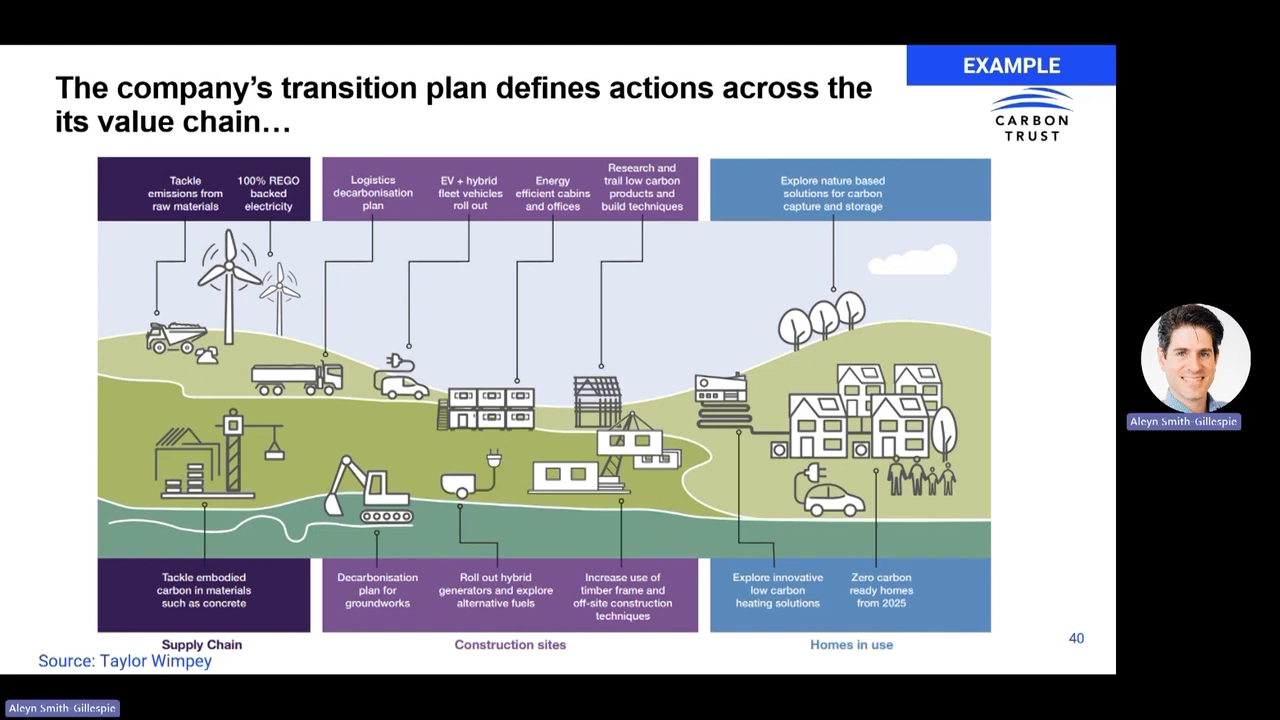 EXAMPLE
The company's transition plan defines actions across the
its value chain…
CARBON
TRUST
Tackle
emissions from
raw materials
100% REGO
backed
electricity
Logistics
decarbonisation
plan
EV + hybrid
fleet vehicles
roll out
Energy
efficient cabins
and offices
Research and
trail low carbon
products and
build techniques
Explore nature based
solutions for carbon
capture and storage
Tackle embodied
carbon in materials
such as concrete
Decarbonisation
plan for
groundworks
Roll out hybrid
generators and explore
alternative fuels
Increase use of
timber frame and
off-site construction
techniques
Explore innovative
low carbon
heating solutions
Zero carbon
ready homes
from 2025
Supply Chain
Construction sites
Homes in use
40
Source: Taylor Wimpey
Aleyn Smith-Gillespie
Aleyn Smith-Gillespie